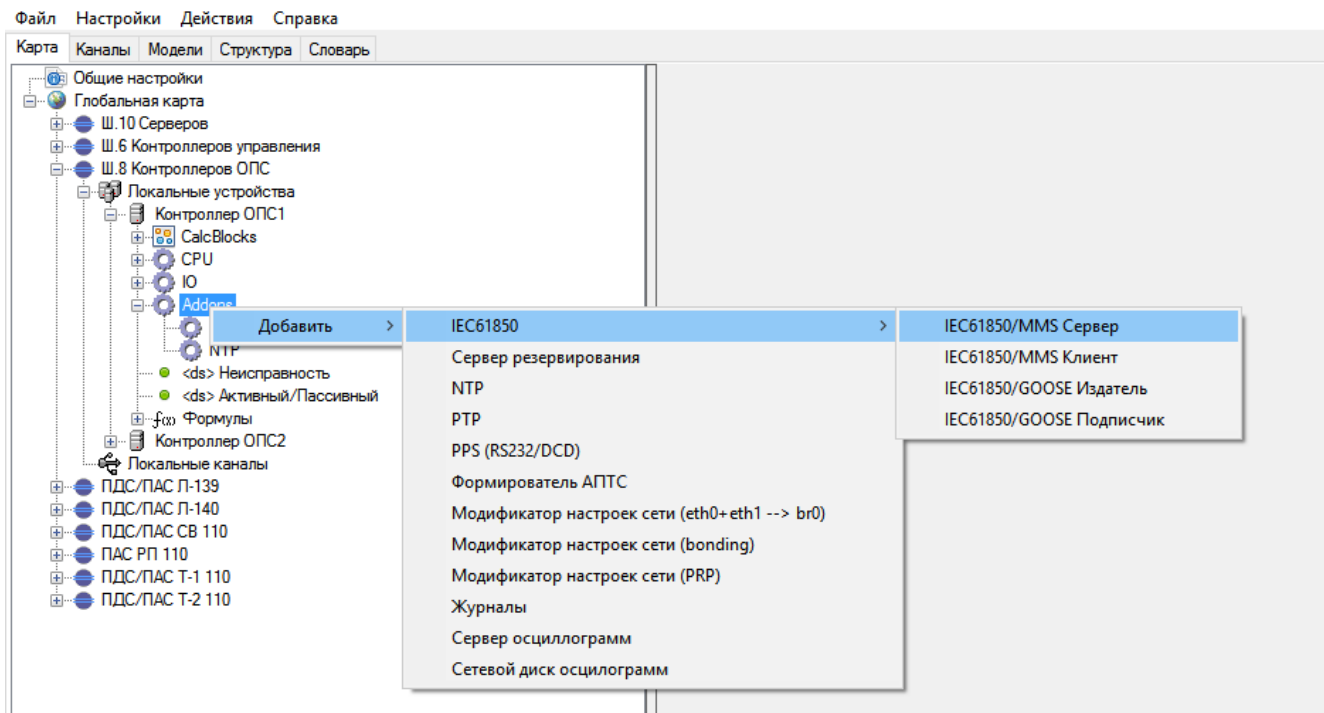 Файл Настройки Действия Справка
Карта Каналы Модели Структура Словарь
Общие настройки
Глобальная карта
Ш.10 Серверов
Ш.6 Контроллеров управления
Ш.8 Контроллеров ОПС
Локальные устройства
Контроллер ОПС1
CalcBlocks
CPU
IO
Addons
NTP
<ds> Неисправность
<ds> Активный/Пассивный
f(x) Формулы
Контроллер ОПС2
Локальные каналы
ПДС/ПАС Л-139
ПДС/ПАС Л-140
ПДС/ПАС СВ 110
ПАС РП 110
ПДС/ПАС Т-1 110
ПДС/ПАС Т-2 110
Добавить >
IEC61850 >
Сервер резервирования
NTP
PTP
PPS (RS232/DCD)
Формирователь АПТС
Модификатор настроек сети (eth0+eth1 --> br0)
Модификатор настроек сети (bonding)
Модификатор настроек сети (PRP)
Журналы
Сервер осциллограмм
Сетевой диск осцилограмм
IEC61850/MMS Сервер
IEC61850/MMS Клиент
IEC61850/GOOSE Издатель
IEC61850/GOOSE Подписчик